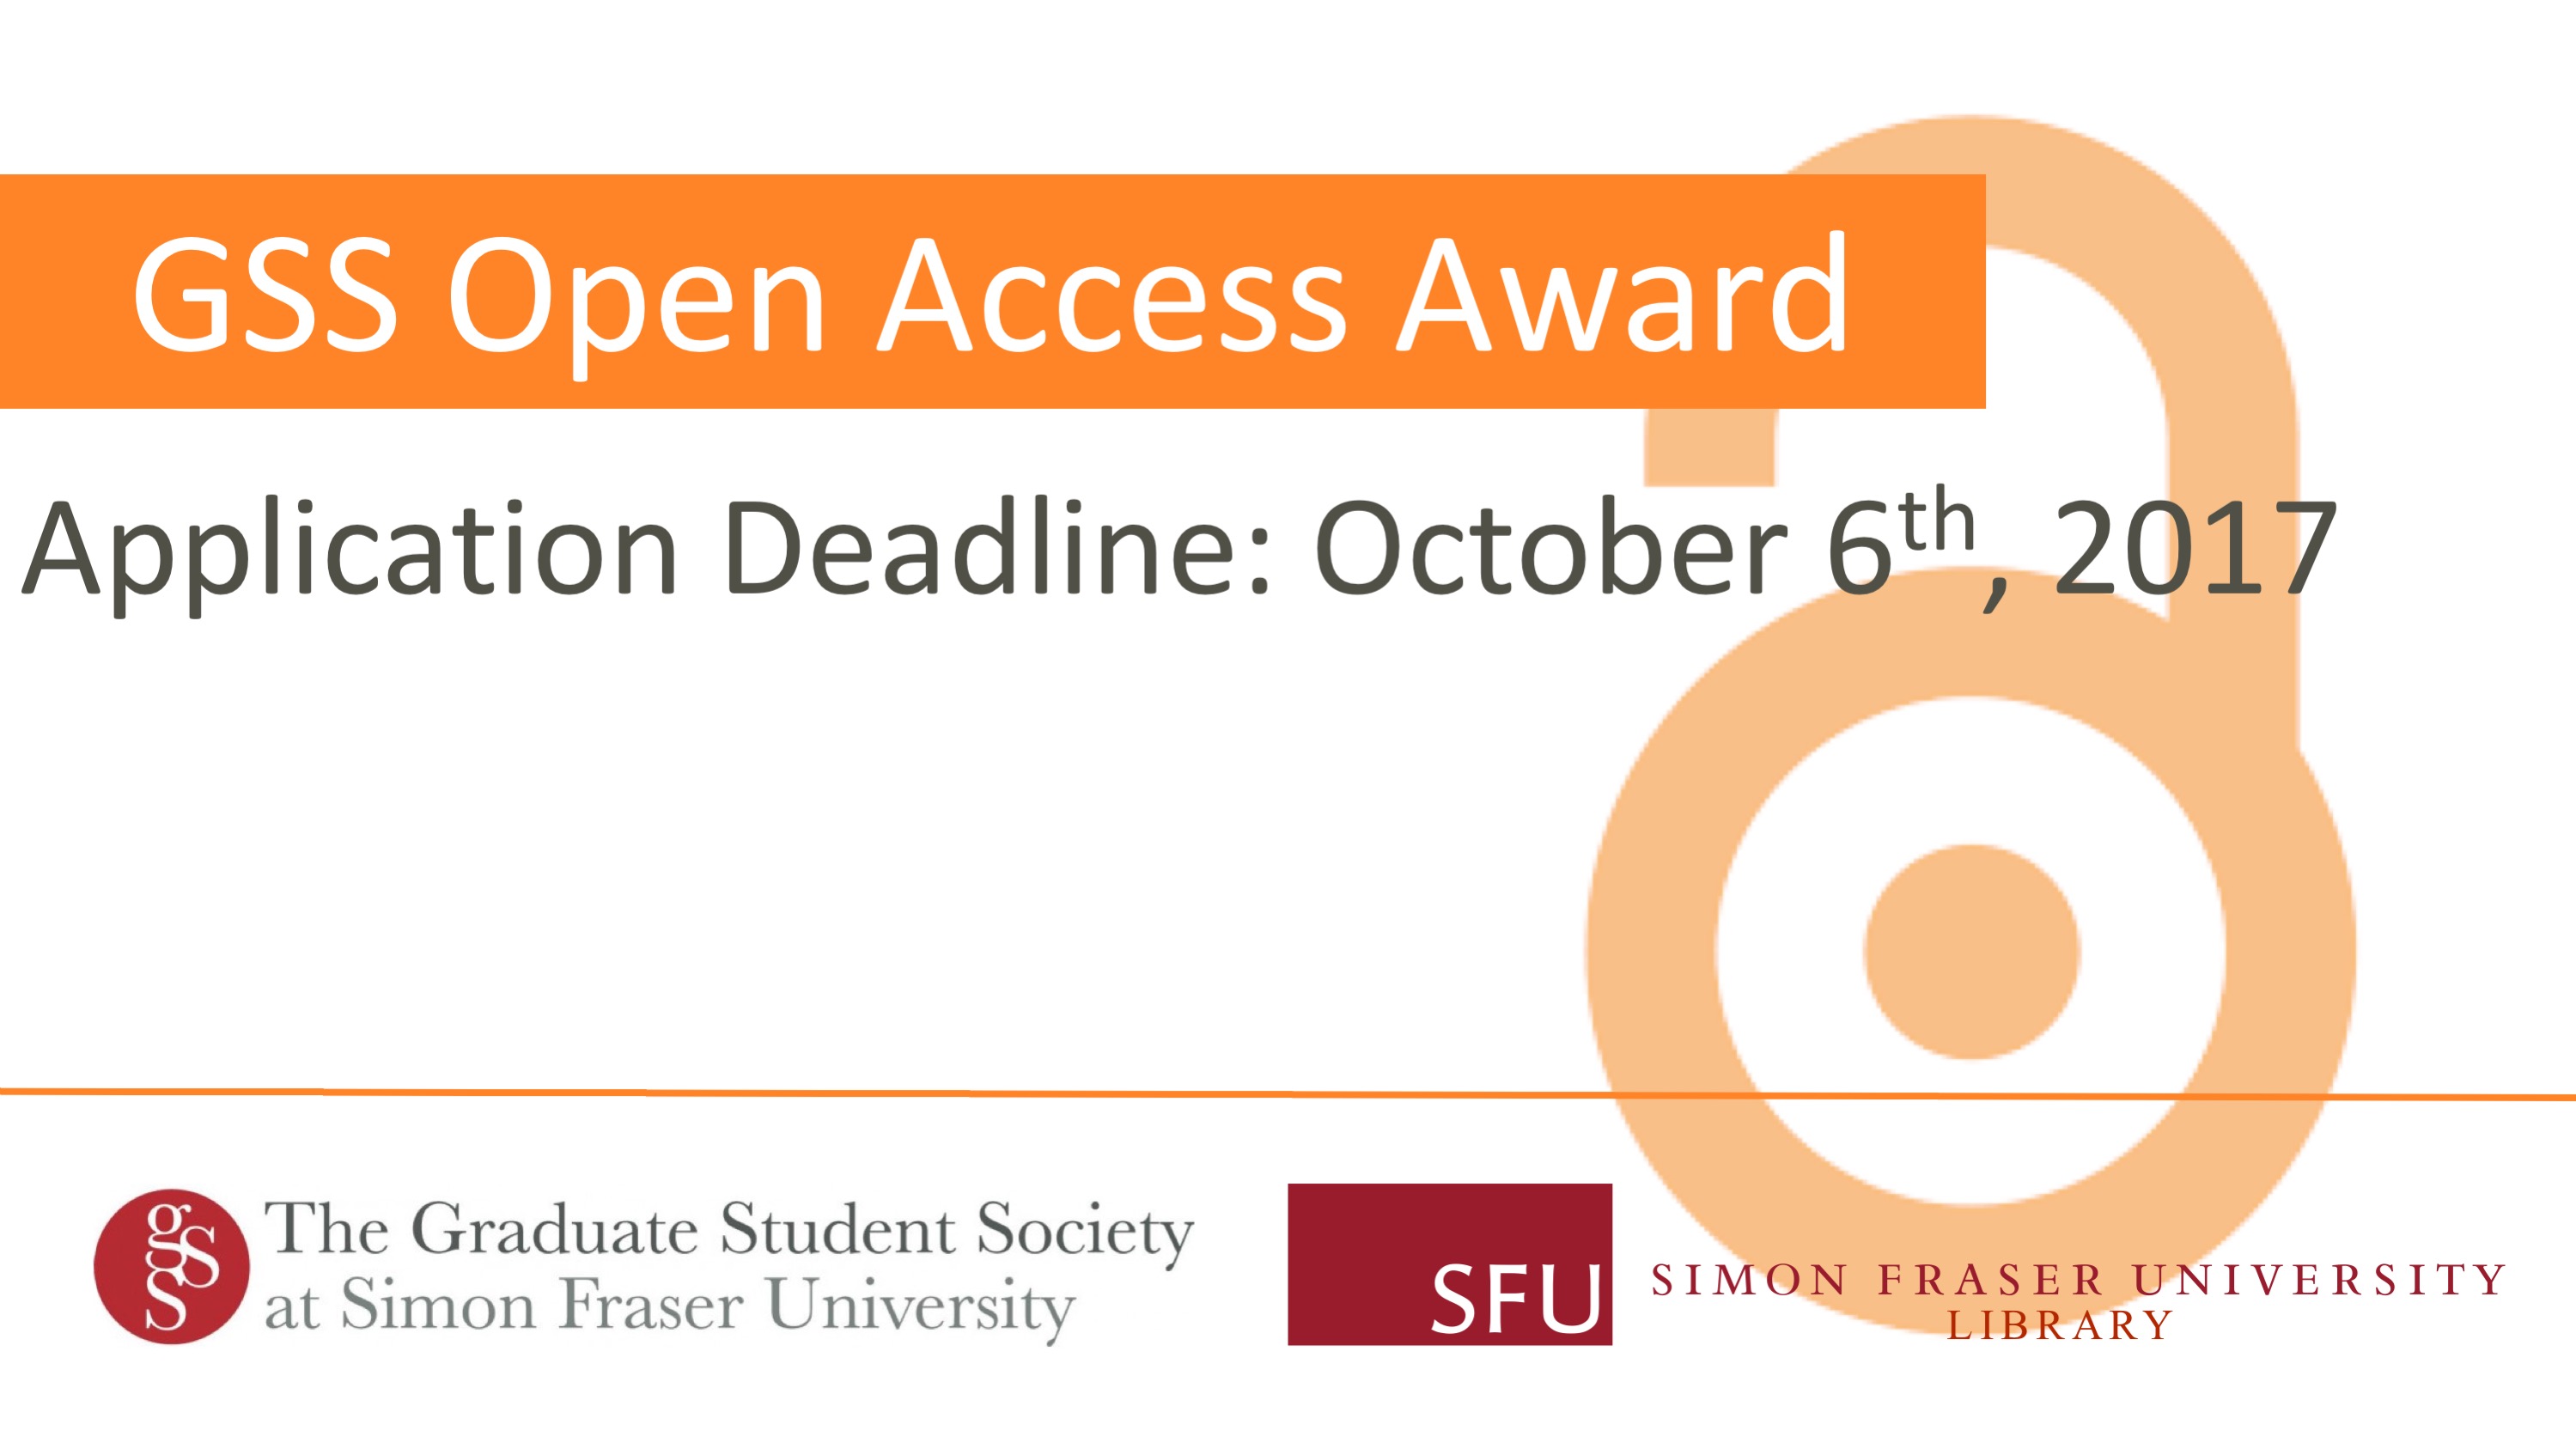 GSS Open Access Award
Application Deadline: October 6th, 2017
gss
The Graduate Student Society
at Simon Fraser University
SFU
SIMON FRASER UNIVERSITY
LIBRARY